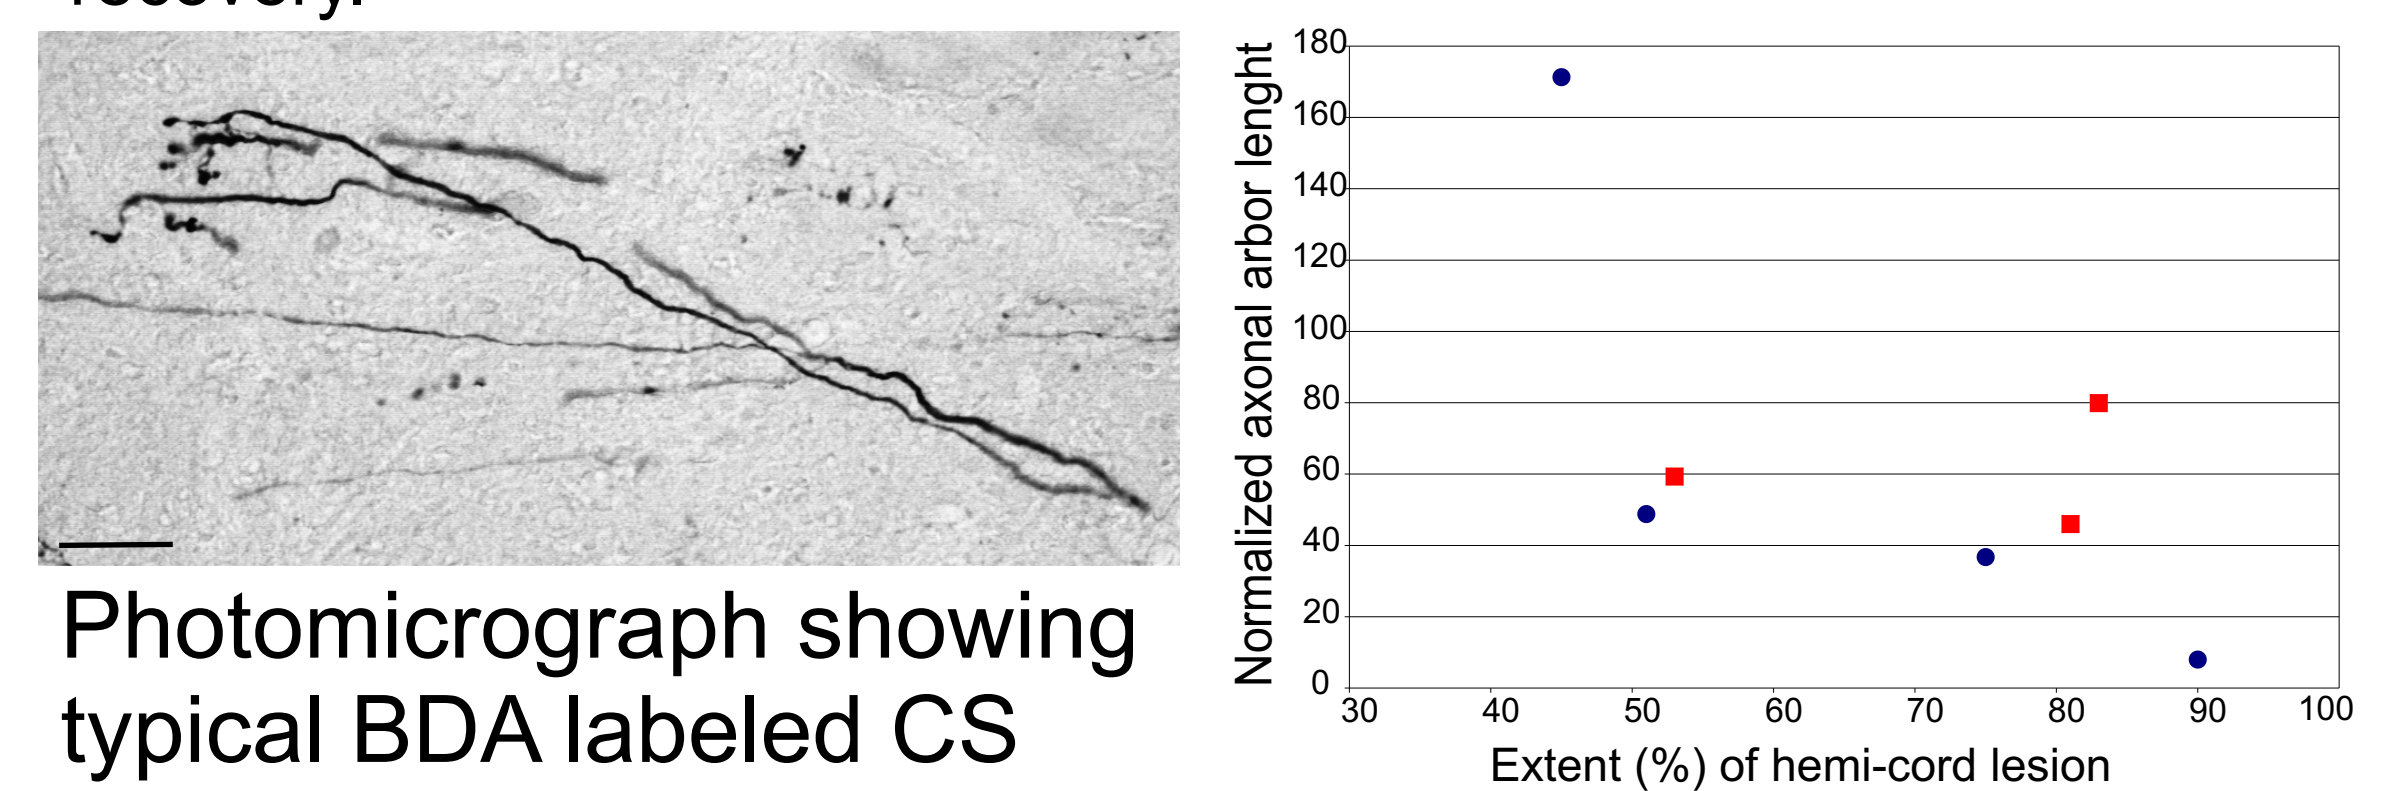 recovery.
Photomicrograph showing
typical BDA labeled CS
Normalized axonal arbor lenght
180
160
140
120
100
80
60
40
20
0
30 40 50 60 70 80 90 100
Extent (%) of hemi-cord lesion